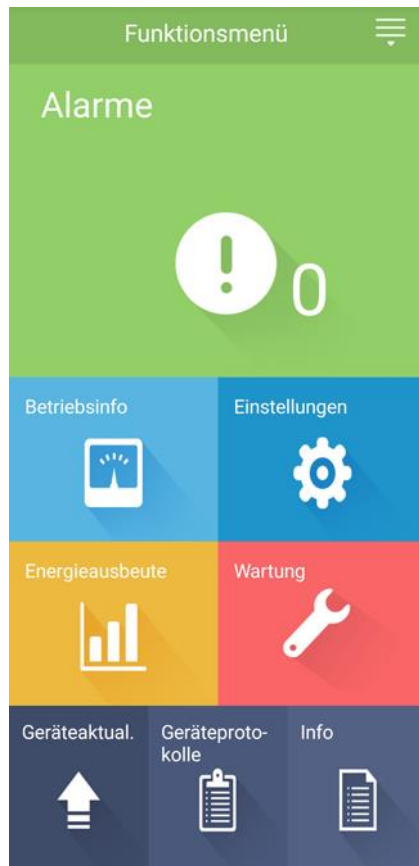 Funktionsmenü
Alarme
0
Betriebsinfo
Einstellungen
Energieausbeute
Wartung
Geräteaktual.
Geräteproto-
kolle
Info